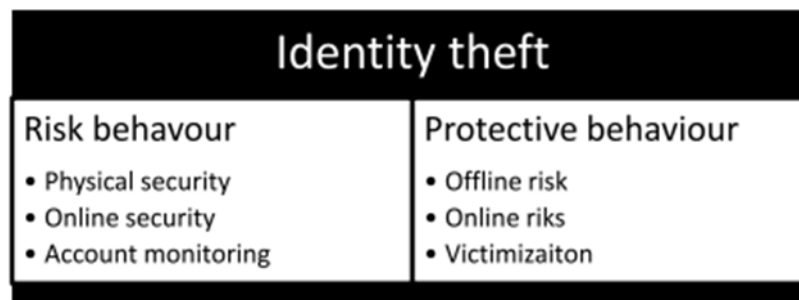 Identity theft
Risk behavour
• Physical security
• Online security
• Account monitoring
Protective behaviour
• Offline risk
• Online riks
• Victimizaiton